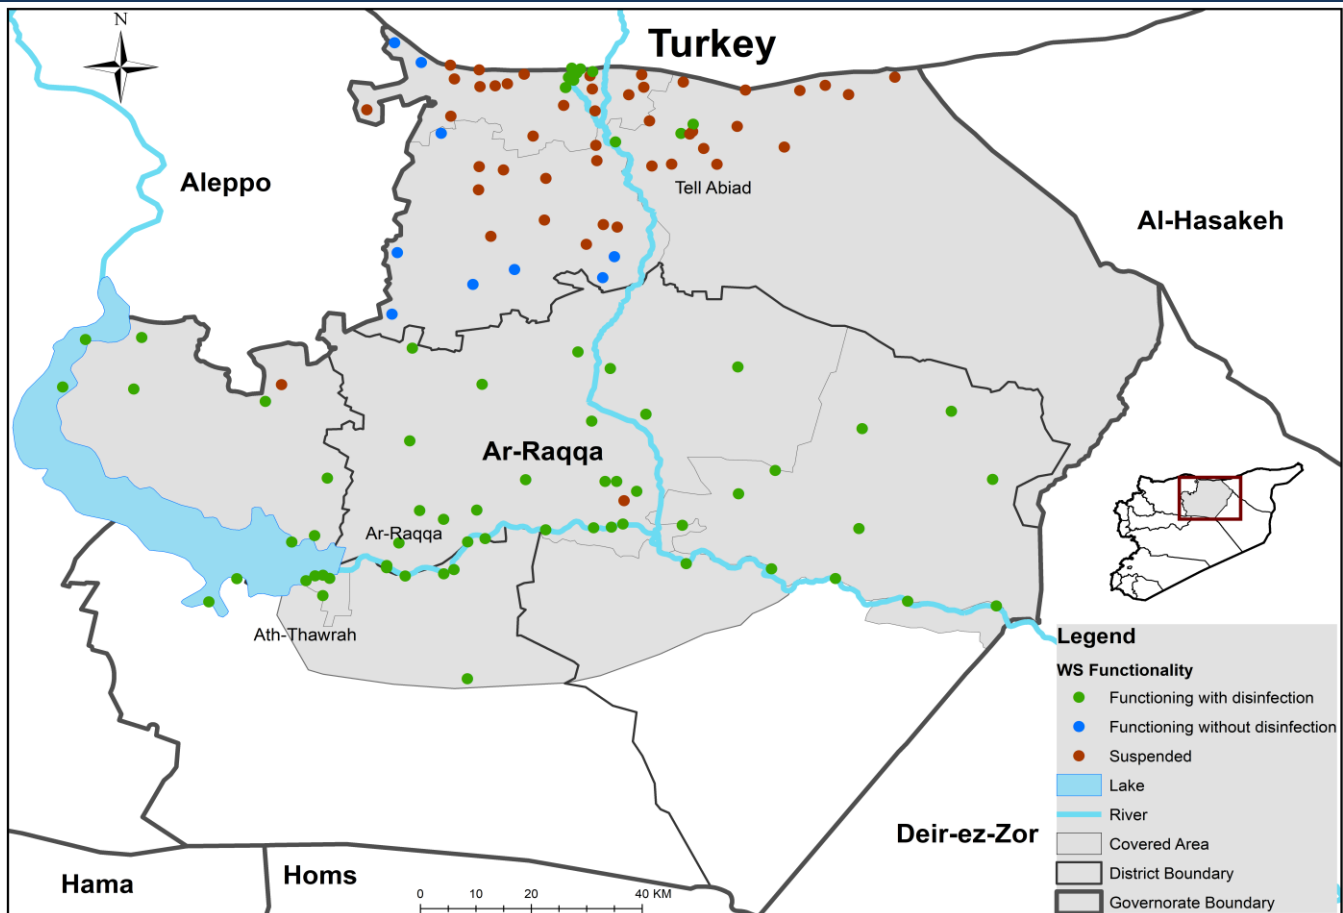 N
Turkey
Aleppo
Tell Abiad
Al-Hasakeh
Ar-Raqqa
Ar-Raqqa
Ath-Thawrah
Deir-ez-Zor
Hama
Homs
0 10 20 40 KM
Legend
WS Functionality
Functioning with disinfection
Functioning without disinfection
Suspended
Lake
River
Covered Area
District Boundary
Governorate Boundary